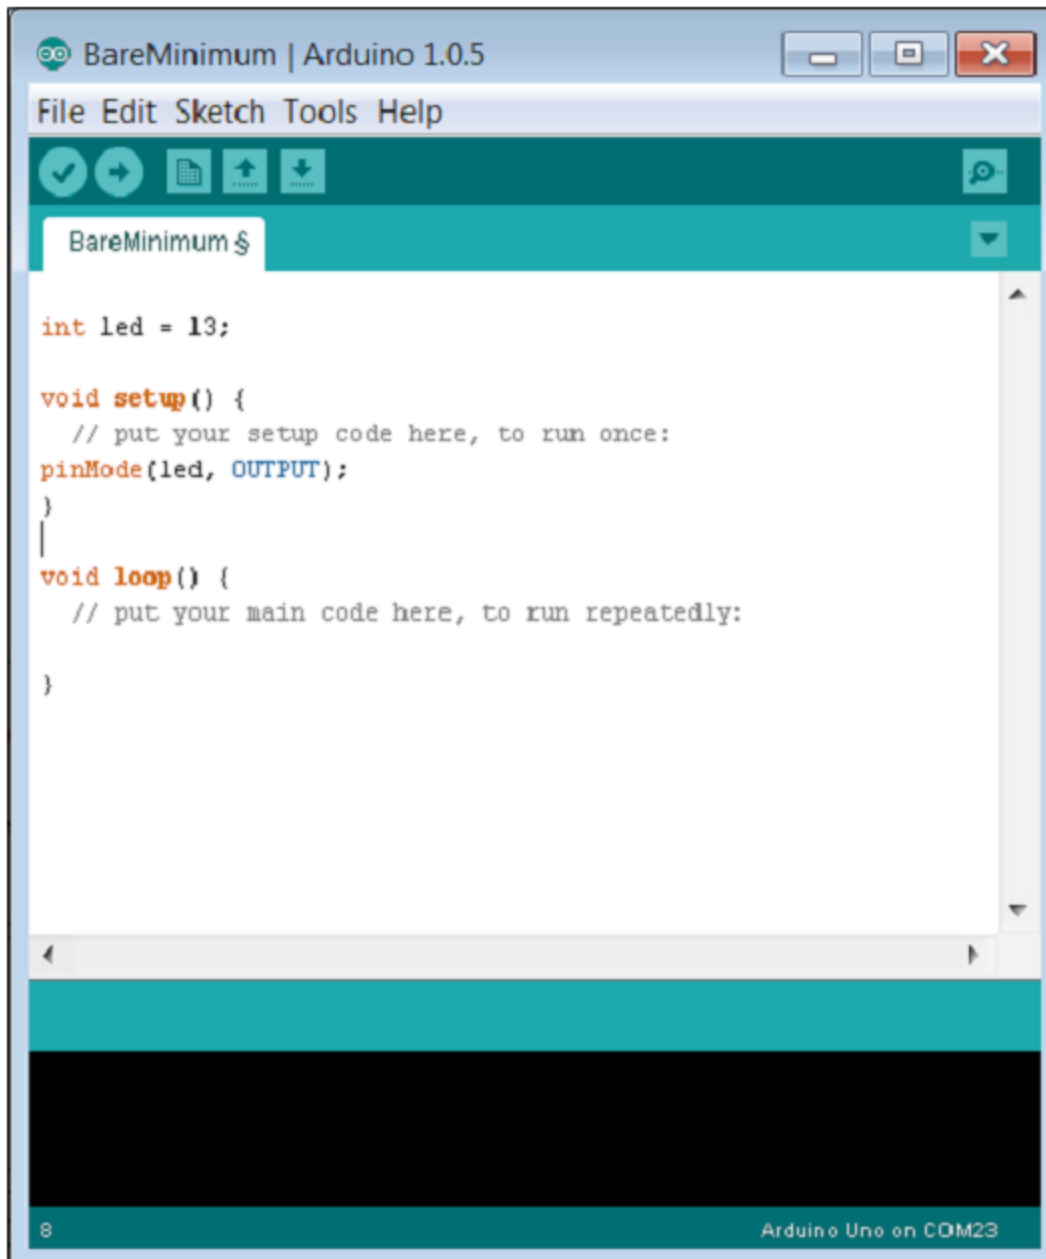 BareMinimum | Arduino 1.0.5
File Edit Sketch Tools Help
BareMinimum §
int led = 13;
void setup() {
// put your setup code here, to run once:
pinMode(led, OUTPUT);
}
void loop() {
// put your main code here, to run repeatedly:
}
8
Arduino Uno on COM23